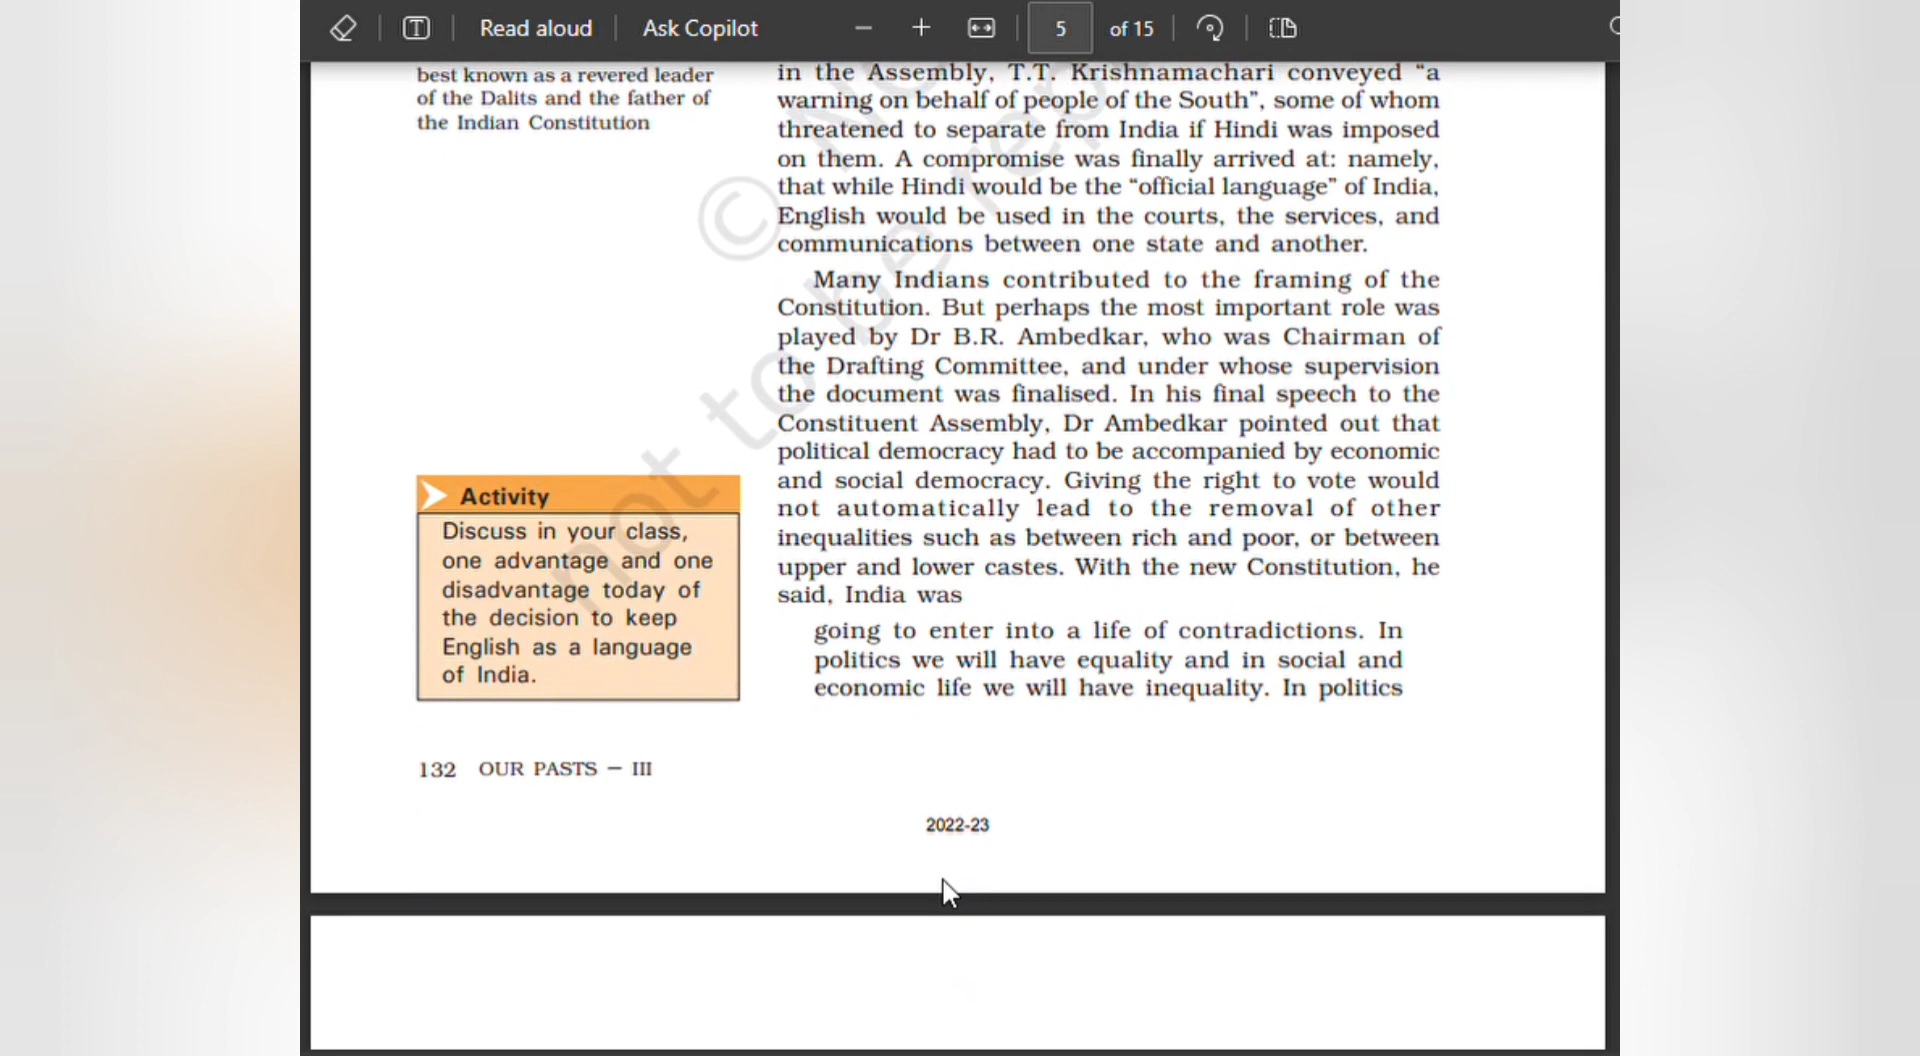 Read aloud
Ask Copilot
5
of 15
best known as a revered leader
of the Dalits and the father of
the Indian Constitution
in the Assembly, T.T. Krishnamachari conveyed “a
warning on behalf of people of the South”, some of whom
threatened to separate from India if Hindi was imposed
on them. A compromise was finally arrived at: namely,
that while Hindi would be the “official language” of India,
English would be used in the courts, the services, and
communications between one state and another.
Many Indians contributed to the framing of the
Constitution. But perhaps the most important role was
played by Dr B.R. Ambedkar, who was Chairman of
the Drafting Committee, and under whose supervision
the document was finalised. In his final speech to the
Constituent Assembly, Dr Ambedkar pointed out that
political democracy had to be accompanied by economic
and social democracy. Giving the right to vote would
not automatically lead to the removal of other
inequalities such as between rich and poor, or between
upper and lower castes. With the new Constitution, he
said, India was
going to enter into a life of contradictions. In
politics we will have equality and in social and
economic life we will have inequality. In politics
Activity
Discuss in your class,
one advantage and one
disadvantage today of
the decision to keep
English as a language
of India.
132 OUR PASTS – III
2022-23
©
not to be